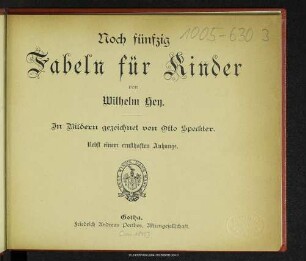 Noch fünfzig
1005-630 3
Fabeln für Kinder
von
Wilhelm Hey.
In Bildern gezeichnet von Otto Speckter.
Nebst einem ernsthaften Anhange.
Gotha.
Friedrich Andreas Perthes, Aktiengesellschaft.